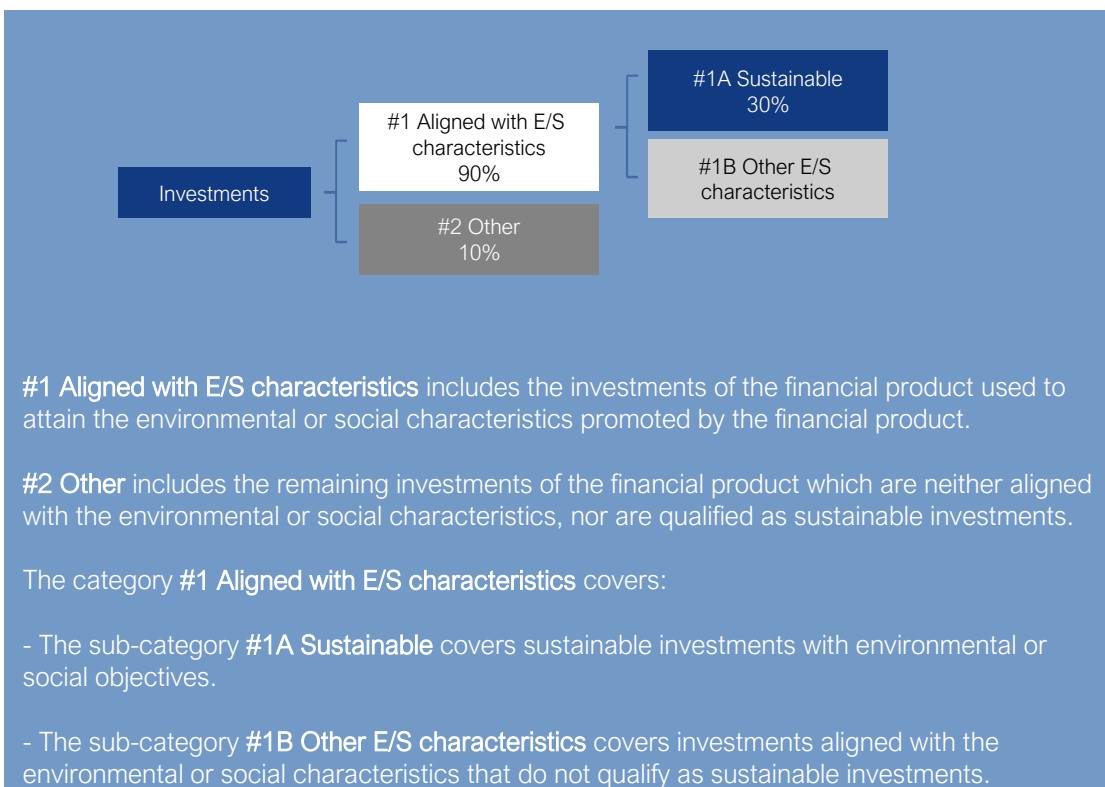 #1A Sustainable
30%
#1 Aligned with E/S
characteristics
90%
#1B Other E/S
characteristics
Investments
#2 Other
10%
#1 Aligned with E/S characteristics includes the investments of the financial product used to
attain the environmental or social characteristics promoted by the financial product.
#2 Other includes the remaining investments of the financial product which are neither aligned
with the environmental or social characteristics, nor are qualified as sustainable investments.
The category #1 Aligned with E/S characteristics covers:
- The sub-category #1A Sustainable covers sustainable investments with environmental or
social objectives.
- The sub-category #1B Other E/S characteristics covers investments aligned with the
environmental or social characteristics that do not qualify as sustainable investments.